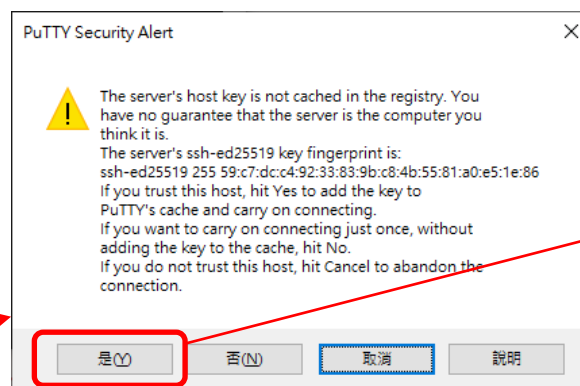 PuTTY Security Alert
The server's host key is not cached in the registry. You
have no guarantee that the server is the computer you
think it is.
The server's ssh-ed25519 key fingerprint is:
ssh-ed25519 255 59:c7:dc:c4:92:33:83:9b:c8:4b:55:81:a0:e5:1e:86
If you trust this host, hit Yes to add the key to
PuTTY's cache and carry on connecting.
If you want to carry on connecting just once, without
adding the key to the cache, hit No.
If you do not trust this host, hit Cancel to abandon the
connection.
是(Y) 否(N) 取消 說明